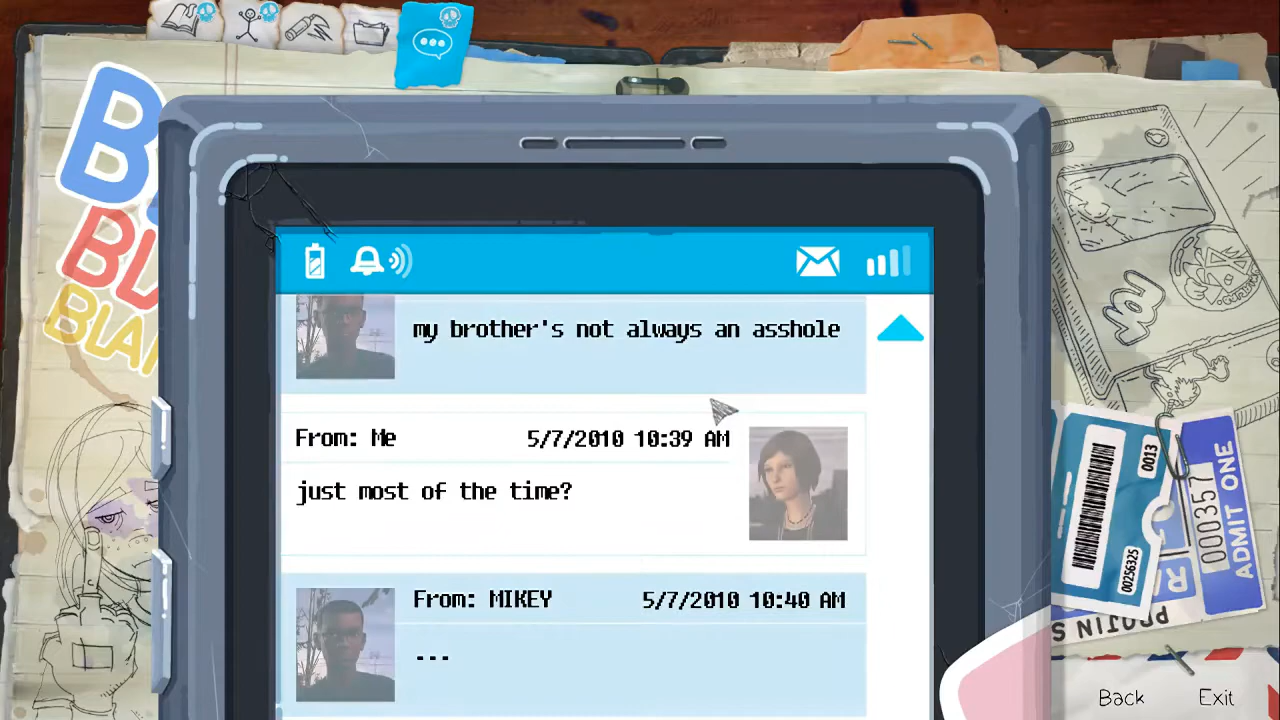 my brother's not always an asshole
From: Me 5/7/2010 10:39 AM
just most of the time?
From: MIKEY 5/7/2010 10:40 AM
...
0013
00256325
000357
ADMIT ONE
Back Exit